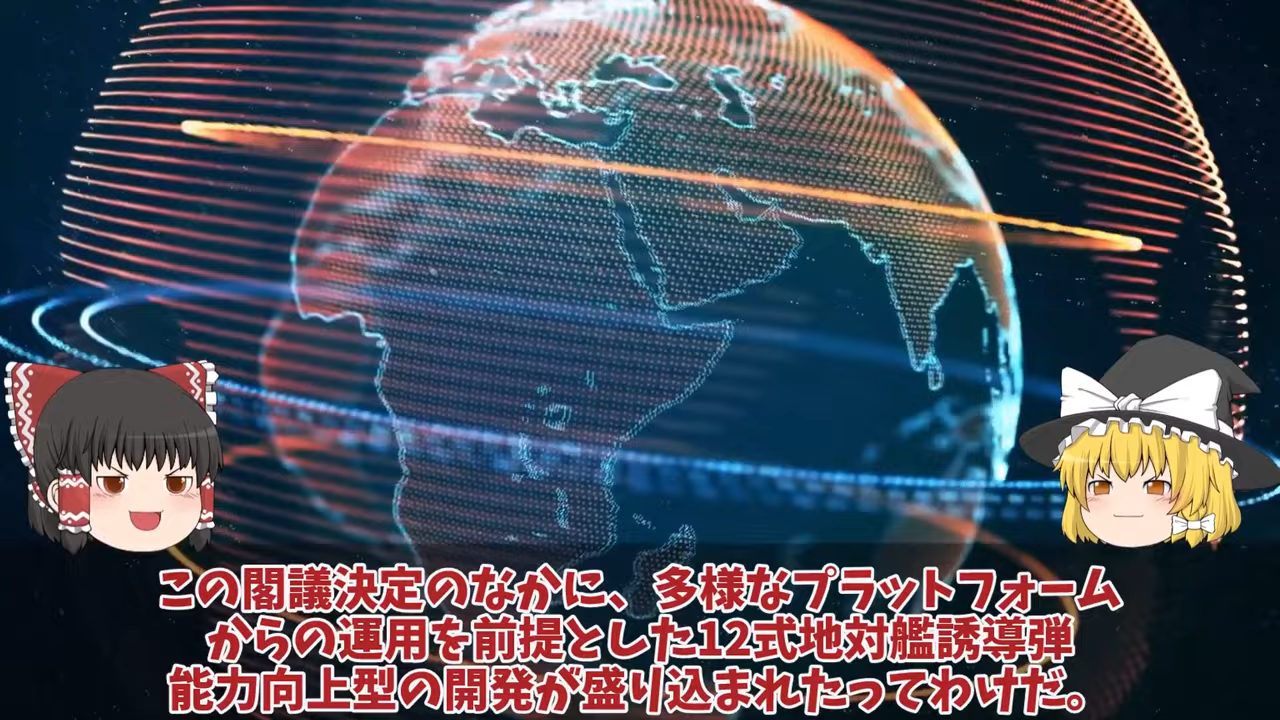 この閣議決定のなかに、多様なプラットフォーム
からの運用を前提とした12式地対艦誘導弾
能力向上型の開発が盛り込まれたってわけだ。